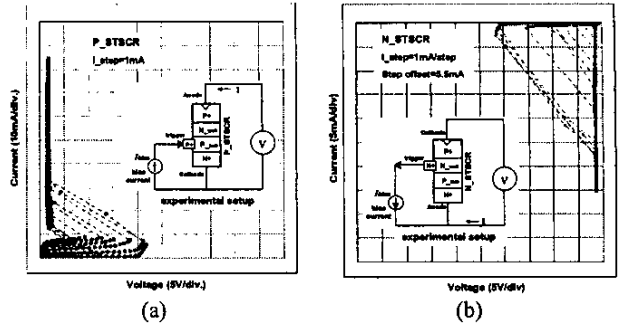 P_STSCR
I_step=1mA
Anode
I
P+
N_well
P_sub
N+
trigger
P+
P_STSCR
V
Ibias
bias
current
Cathode
experimental setup
Current (10mA/div.)
Voltage (5V/div.)
(a)
N_STSCR
I_step=1mA/step
Step offset=5.5mA
Cathode
P+
N_well
P_sub
N+
trigger
N+
N_STSCR
V
Ibias
bias
current
Anode
I
experimental setup
Current (5mA/div.)
Voltage (5V/div)
(b)